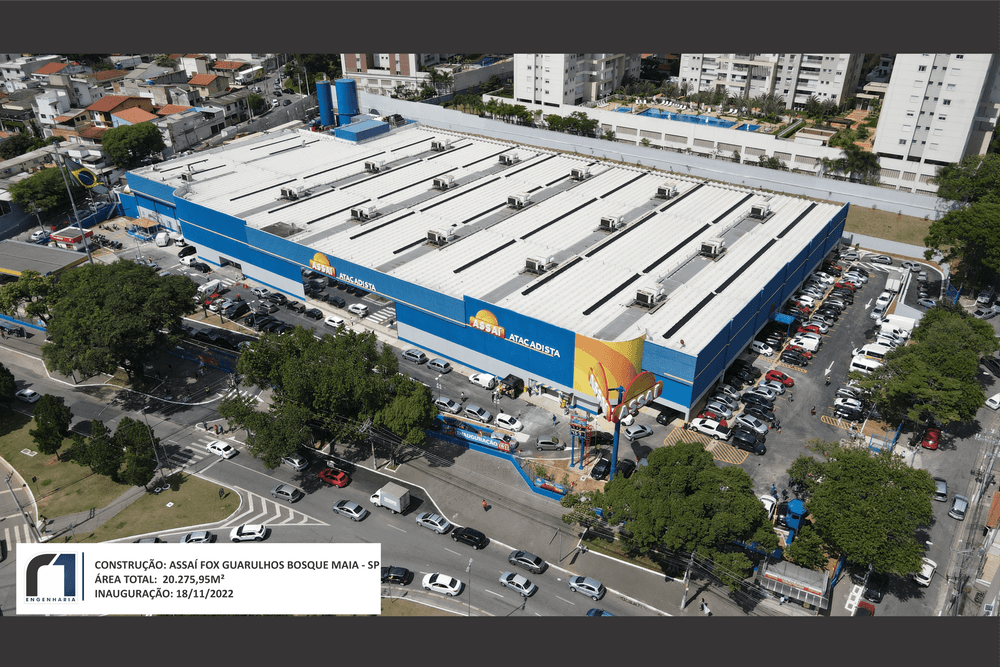 ASSAÍ ATACADISTA
ASSAÍ ATACADISTA
INAUGURAÇÃO
ENGENHARIA
CONSTRUÇÃO: ASSAÍ FOX GUARULHOS BOSQUE MAIA - SP
ÁREA TOTAL: 20.275,95M²
INAUGURAÇÃO: 18/11/2022